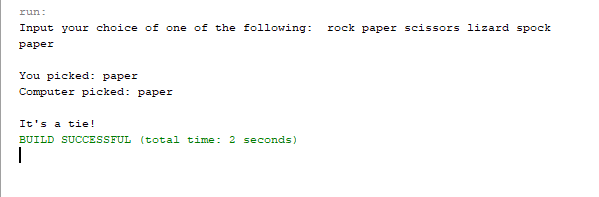 run:
Input your choice of one of the following:  rock paper scissors lizard spock
paper
You picked: paper
Computer picked: paper
It's a tie!
BUILD SUCCESSFUL (total time: 2 seconds)